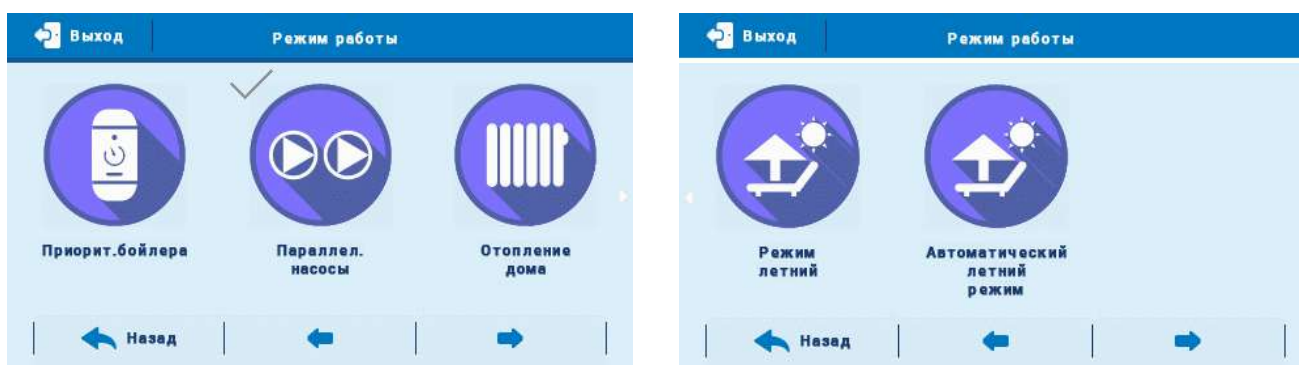 Выход
Режим работы
Приорит.бойлера
Параллел.
насосы
Отопление
дома
Назад
Выход
Режим работы
Режим
летний
Автоматический
летний
режим
Назад